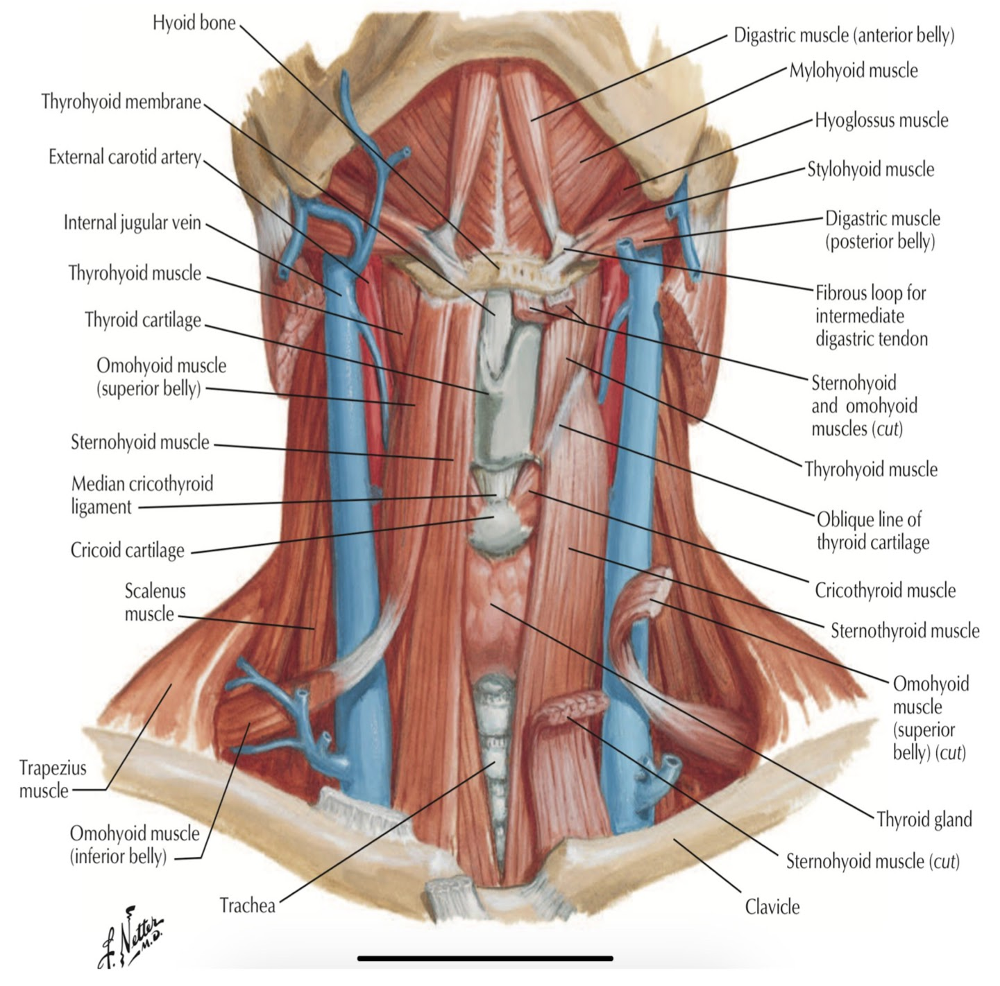 Hyoid bone
Thyrohyoid membrane
External carotid artery
Internal jugular vein
Thyrohyoid muscle
Thyroid cartilage
Omohyoid muscle
(superior belly)
Sternohyoid muscle
Median cricothyroid
ligament
Cricoid cartilage
Scalenus
muscle
Trapezius
muscle
Omohyoid muscle
(inferior belly)
Trachea
Digastric muscle (anterior belly)
Mylohyoid muscle
Hyoglossus muscle
Stylohyoid muscle
Digastric muscle
(posterior belly)
Fibrous loop for
intermediate
digastric tendon
Sternohyoid
and omohyoid
muscles (cut)
Thyrohyoid muscle
Oblique line of
thyroid cartilage
Cricothyroid muscle
Sternothyroid muscle
Omohyoid
muscle
(superior
belly) (cut)
Thyroid gland
Sternohyoid muscle (cut)
Clavicle
F. Netter
M.D.